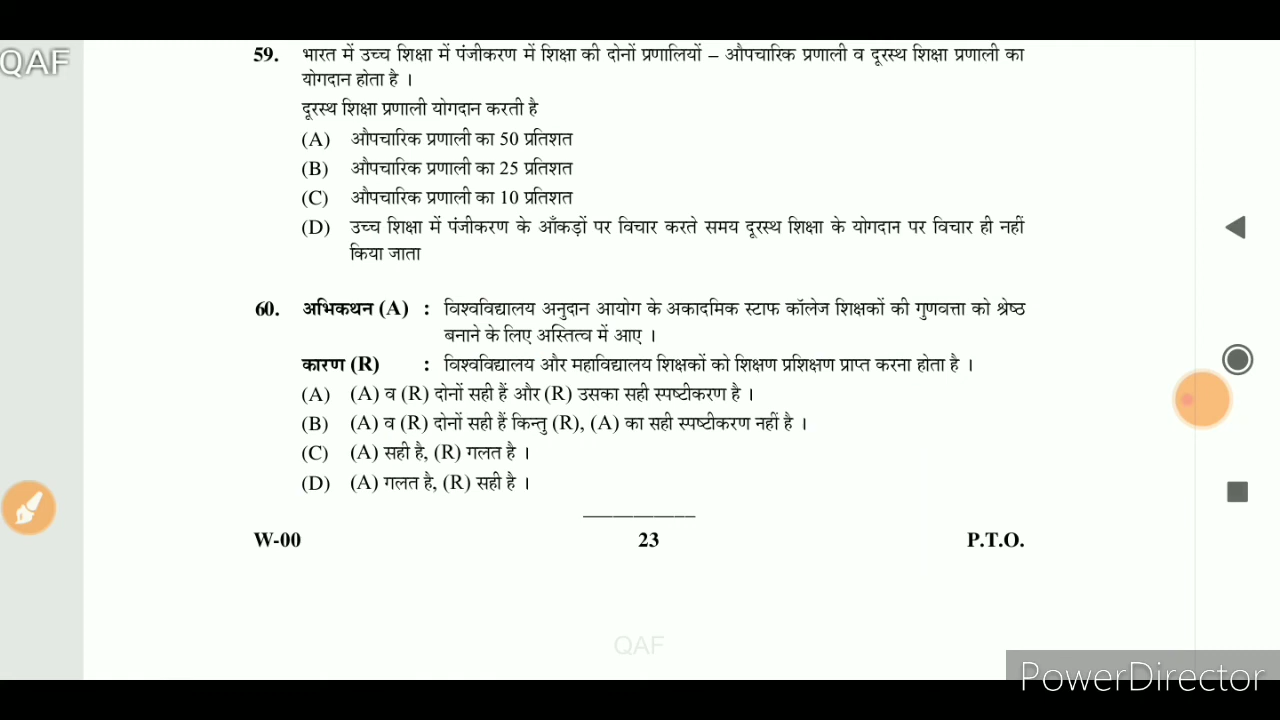 QAF
59. भारत में उच्च शिक्षा में पंजीकरण में शिक्षा की दोनों प्रणालियों – औपचारिक प्रणाली व दूरस्थ शिक्षा प्रणाली का
योगदान होता है ।
दूरस्थ शिक्षा प्रणाली योगदान करती है
(A) औपचारिक प्रणाली का 50 प्रतिशत
(B) औपचारिक प्रणाली का 25 प्रतिशत
(C) औपचारिक प्रणाली का 10 प्रतिशत
(D) उच्च शिक्षा में पंजीकरण के आँकड़ों पर विचार करते समय दूरस्थ शिक्षा के योगदान पर विचार ही नहीं
किया जाता
60. अभिकथन (A) : विश्वविद्यालय अनुदान आयोग के अकादमिक स्टाफ कॉलेज शिक्षकों की गुणवत्ता को श्रेष्ठ
बनाने के लिए अस्तित्व में आए ।
कारण (R) : विश्वविद्यालय और महाविद्यालय शिक्षकों को शिक्षण प्रशिक्षण प्राप्त करना होता है ।
(A) (A) व (R) दोनों सही हैं और (R) उसका सही स्पष्टीकरण है ।
(B) (A) व (R) दोनों सही हैं किन्तु (R), (A) का सही स्पष्टीकरण नहीं है ।
(C) (A) सही है, (R) गलत है ।
(D) (A) गलत है, (R) सही है ।
W-00 23 P.T.O.
QAF
PowerDirector